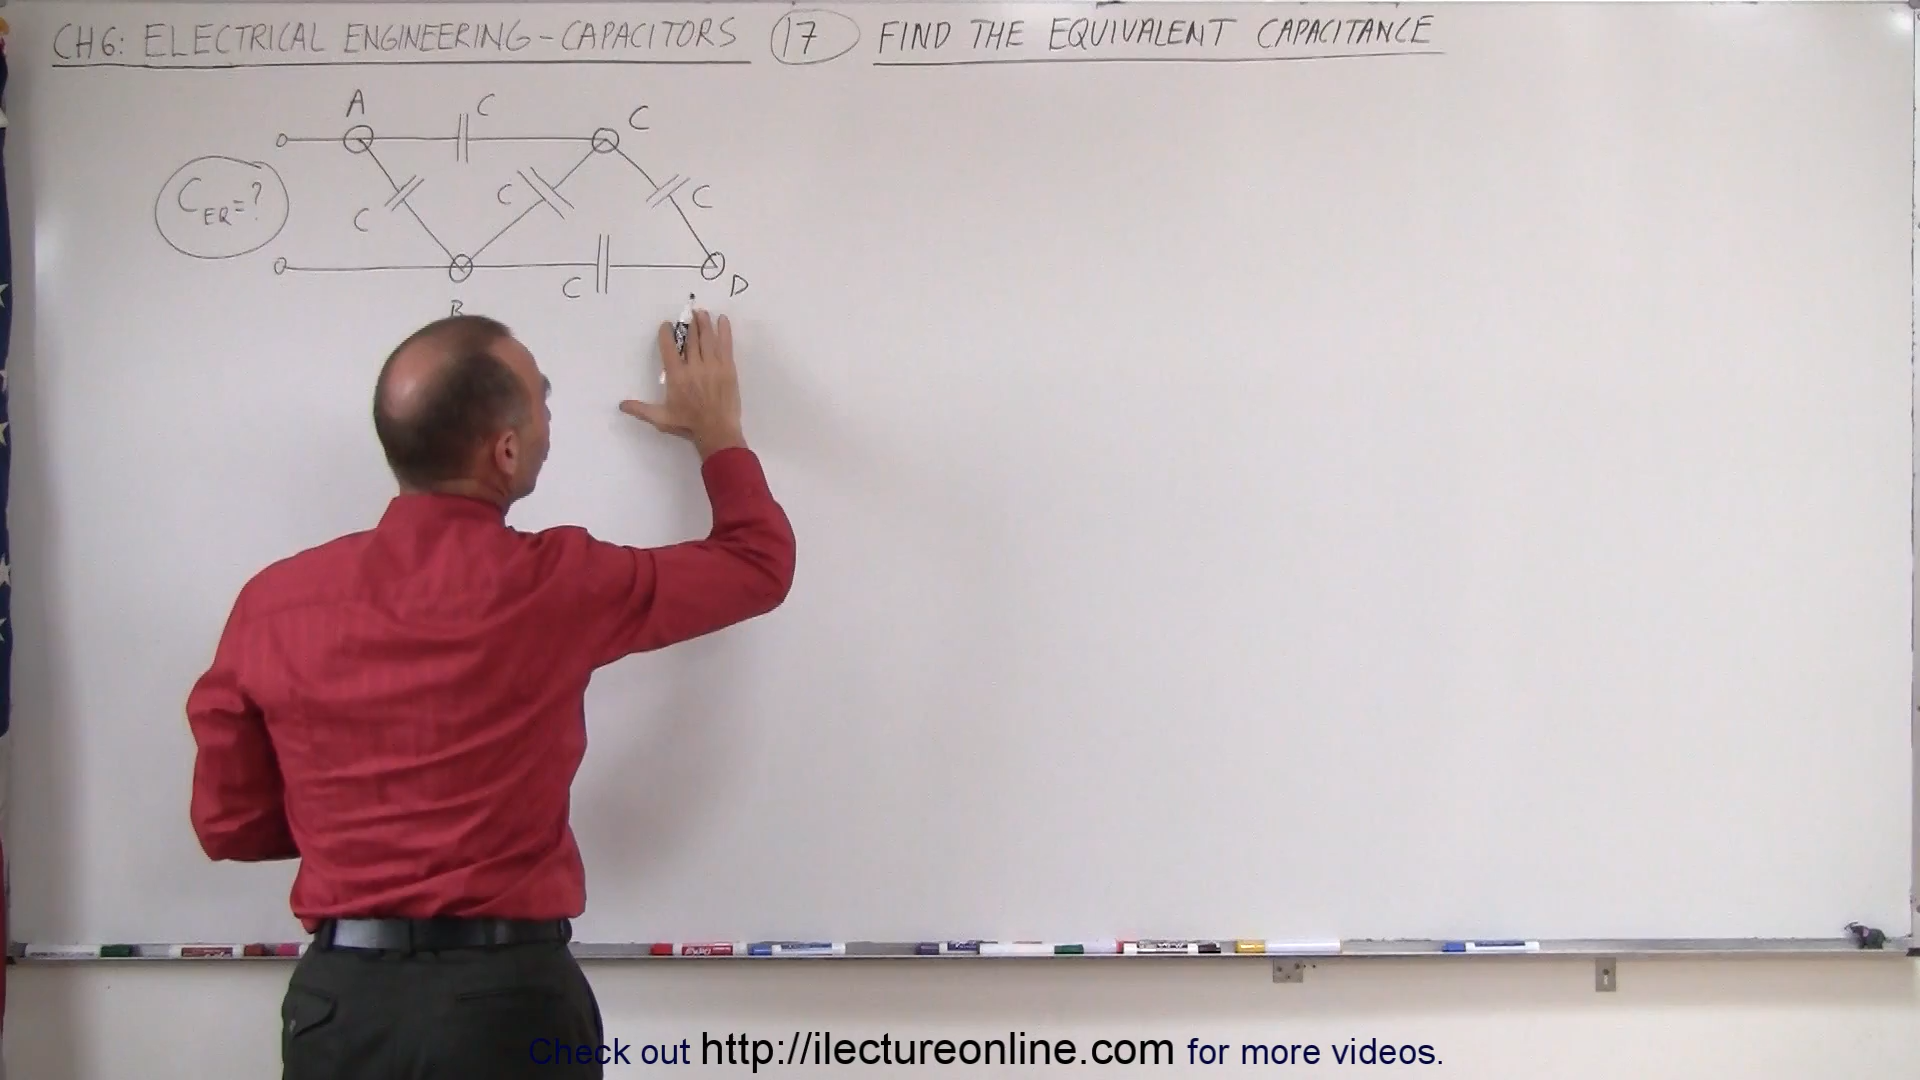 CH6: ELECTRICAL ENGINEERING - CAPACITORS 17 FIND THE EQUIVALENT CAPACITANCE
A C C
C_EQ = ?
C C C
C D
B
Check out http://ilectureonline.com for more videos.